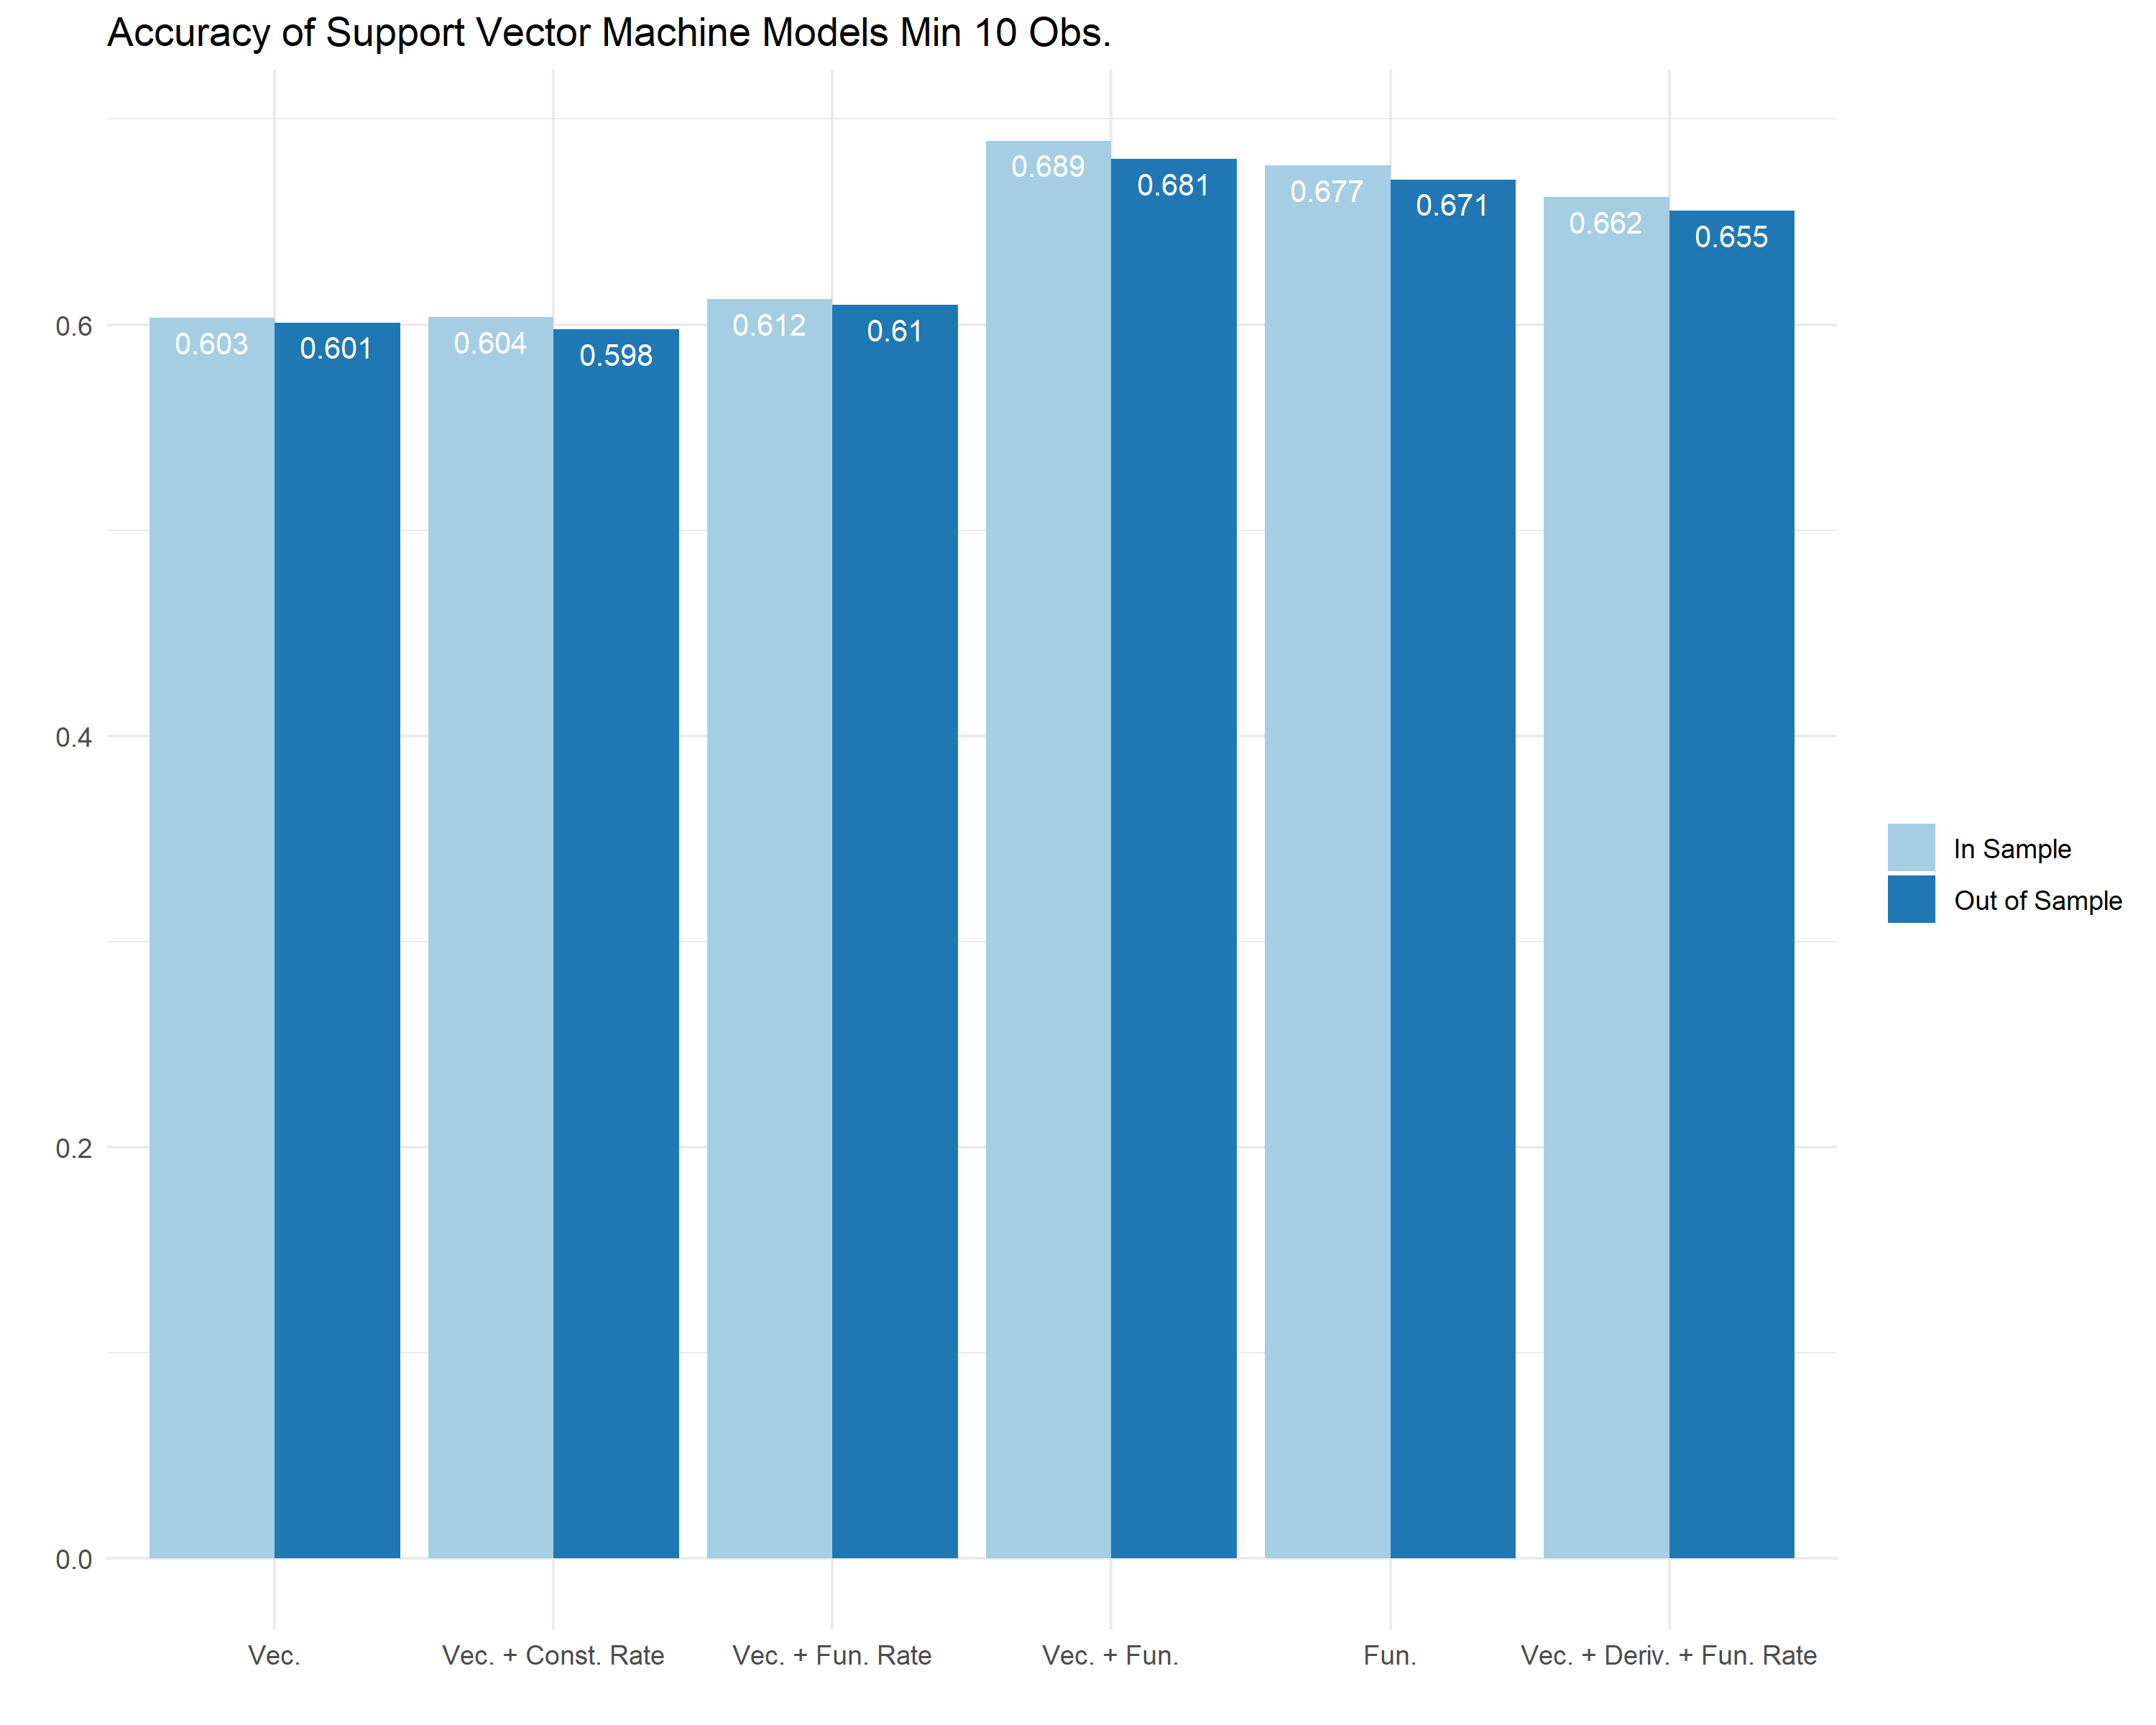 Accuracy of Support Vector Machine Models Min 10 Obs.
0.689
0.681
0.677
0.671
0.662
0.655
0.603
0.601
0.604
0.598
0.612
0.61
0.6
0.4
0.2
0.0
In Sample
Out of Sample
Vec.
Vec. + Const. Rate
Vec. + Fun. Rate
Vec. + Fun.
Fun.
Vec. + Deriv. + Fun. Rate